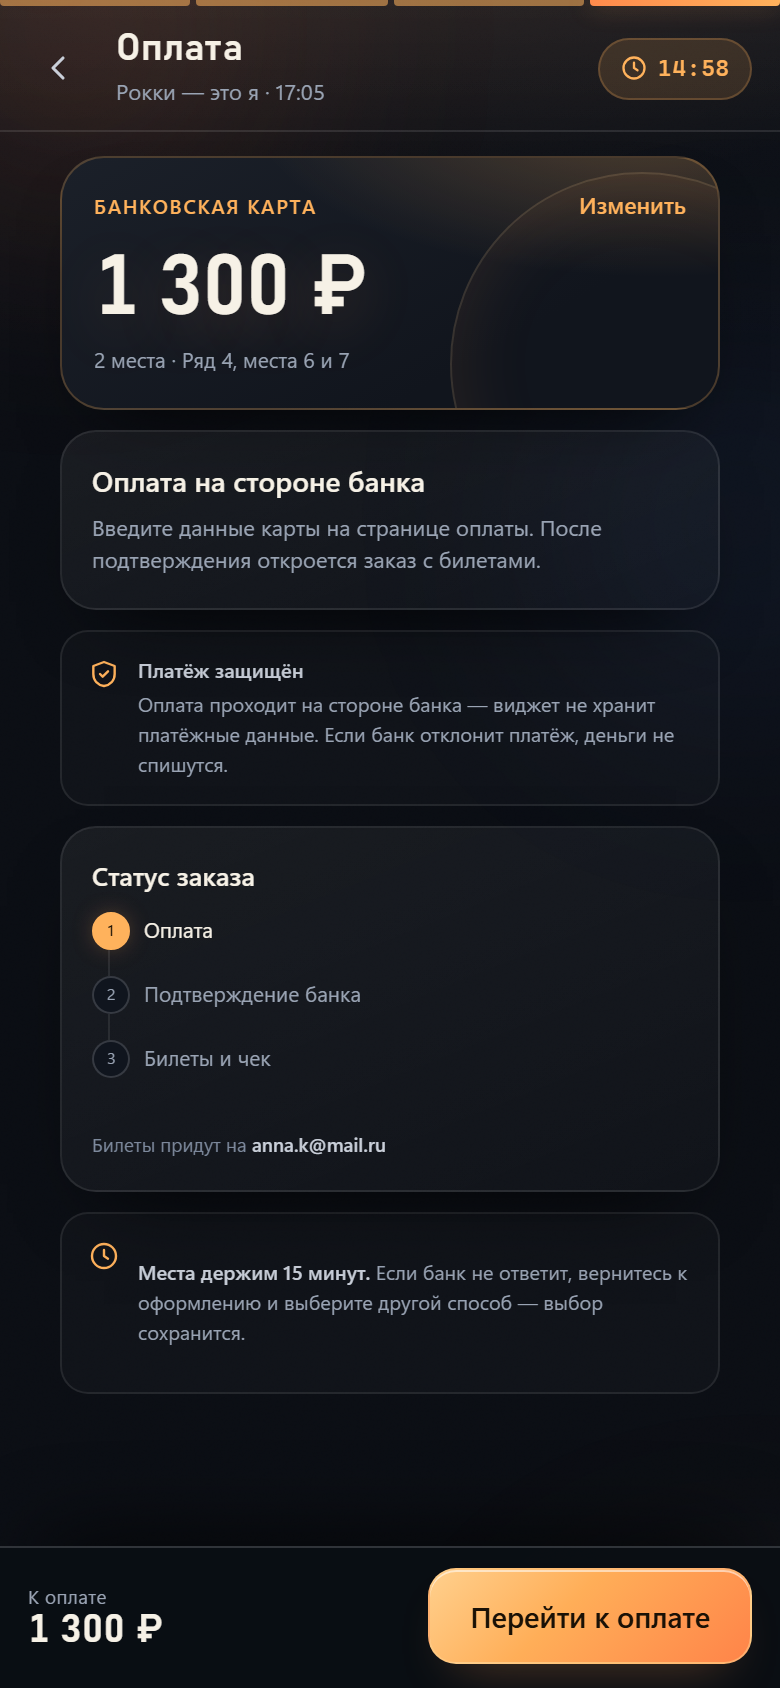 Оплата
Рокки — это я · 17:05
14:58
БАНКОВСКАЯ КАРТА
Изменить
1 300 ₽
2 места · Ряд 4, места 6 и 7
Оплата на стороне банка
Введите данные карты на странице оплаты. После
подтверждения откроется заказ с билетами.
Платёж защищён
Оплата проходит на стороне банка — виджет не хранит
платёжные данные. Если банк отклонит платёж, деньги не
спишутся.
Статус заказа
1 Оплата
2 Подтверждение банка
3 Билеты и чек
Билеты придут на anna.k@mail.ru
Места держим 15 минут. Если банк не ответит, вернитесь к
оформлению и выберите другой способ — выбор
сохранится.
К оплате
1 300 ₽
Перейти к оплате